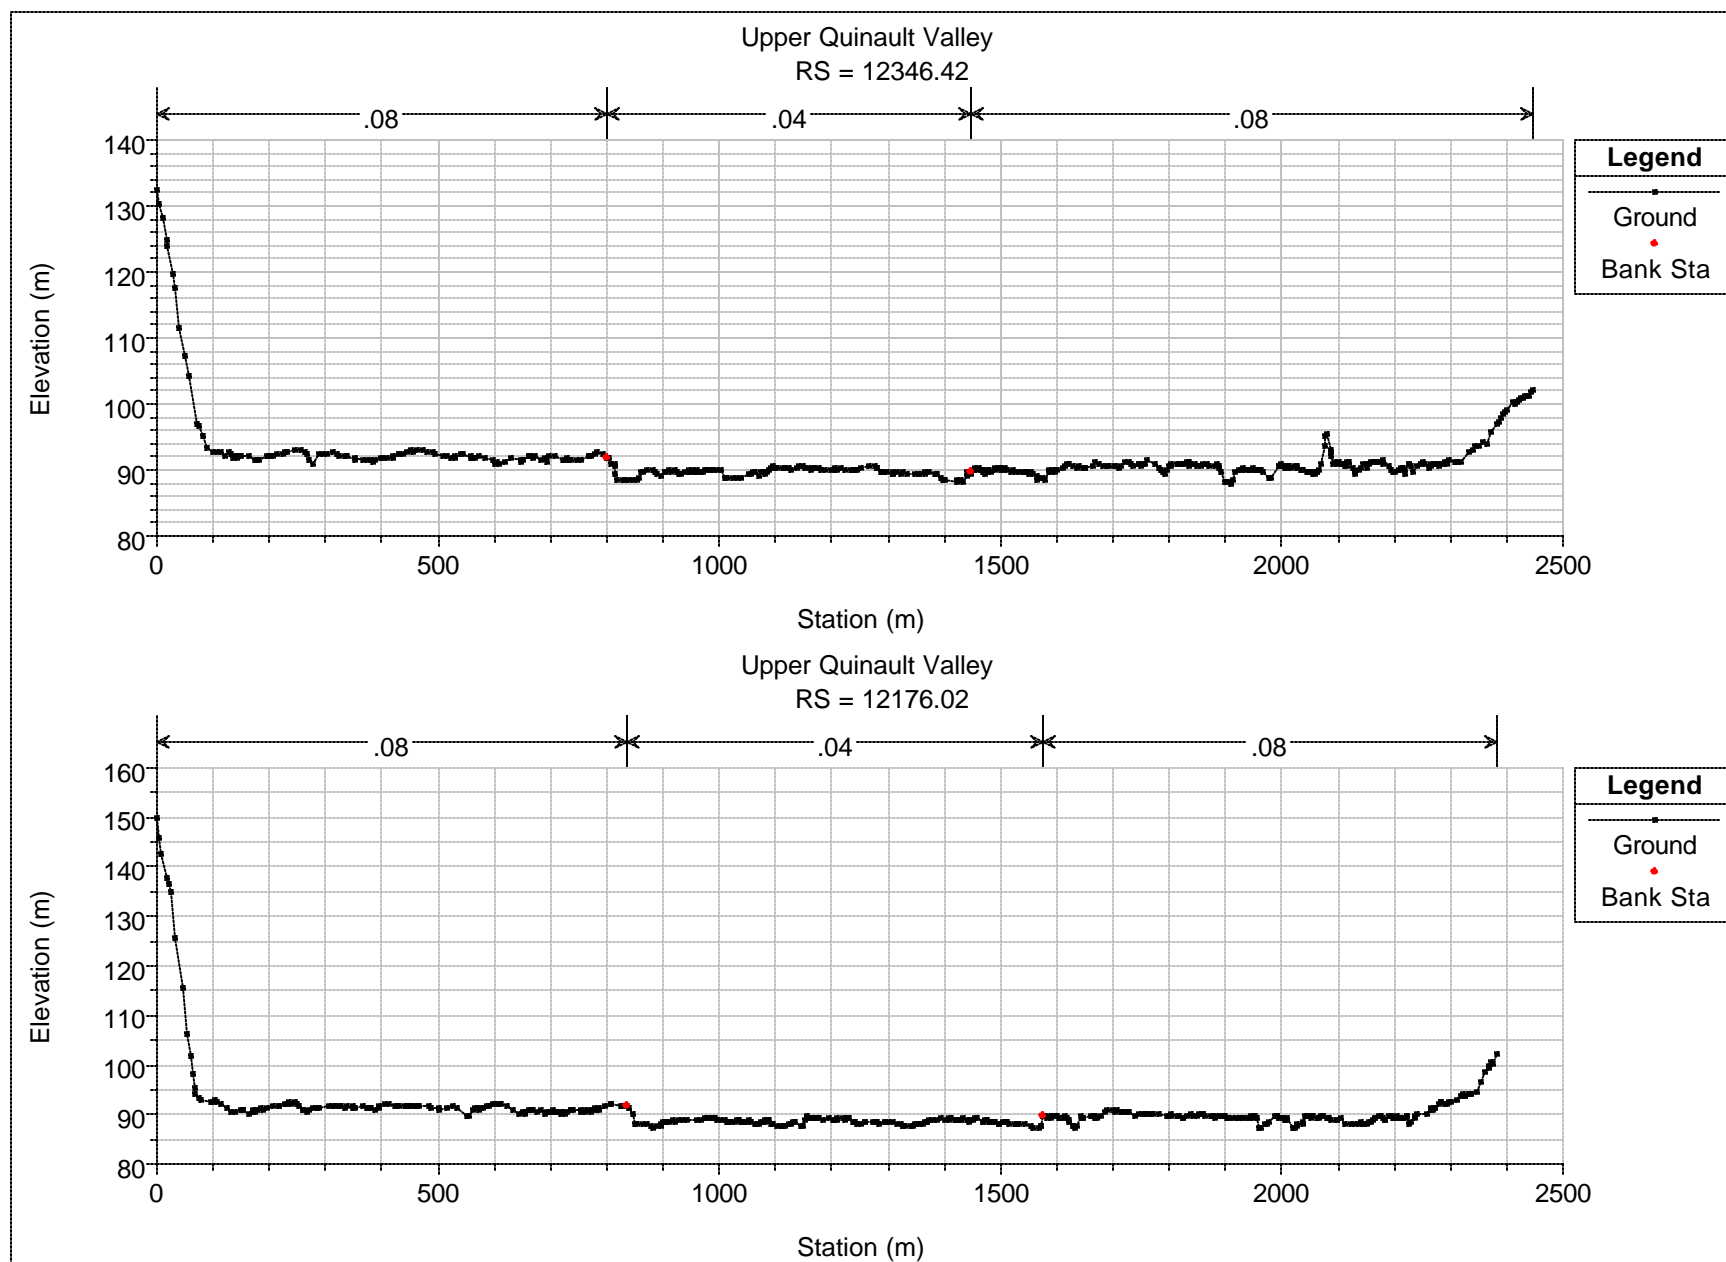 Upper Quinault Valley
RS = 12346.42
.08 .04 .08
140
130
120
110
100
90
80
Elevation (m)
0 500 1000 1500 2000 2500
Station (m)
Legend
Ground
Bank Sta
Upper Quinault Valley
RS = 12176.02
.08 .04 .08
160
150
140
130
120
110
100
90
80
Elevation (m)
0 500 1000 1500 2000 2500
Station (m)
Legend
Ground
Bank Sta